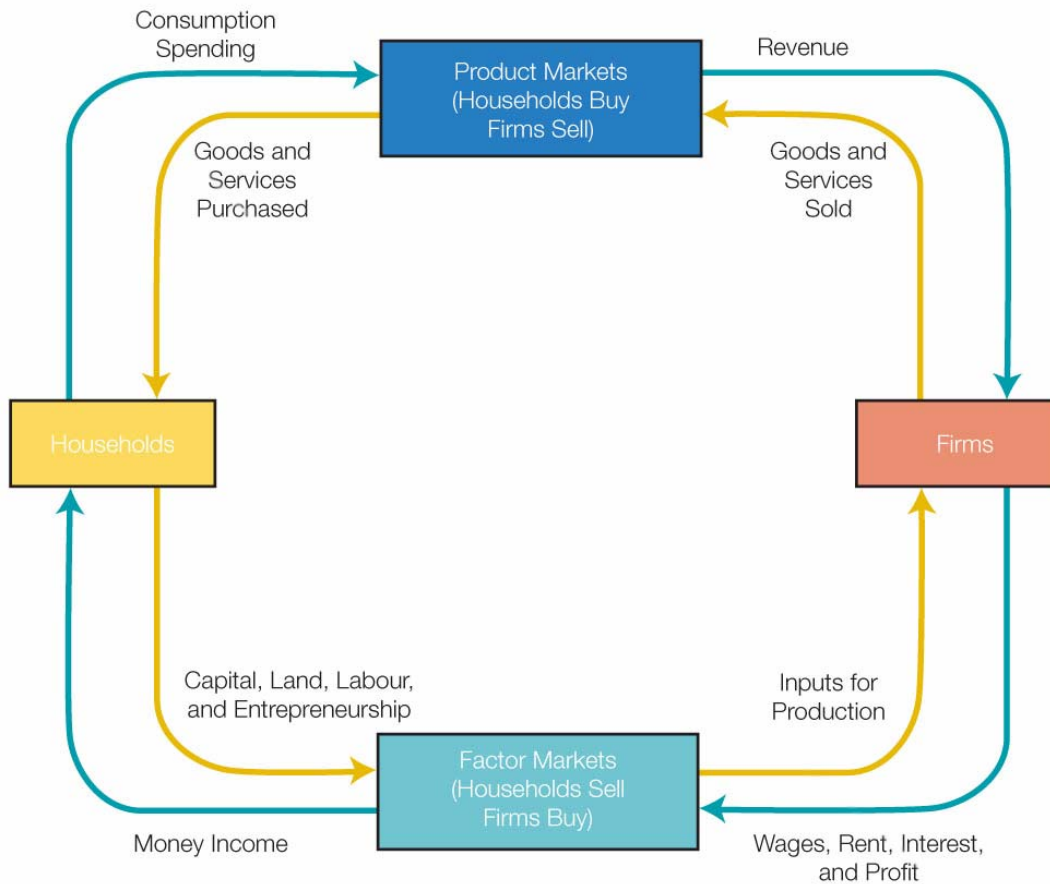 Consumption
Spending
Product Markets
(Households Buy
Firms Sell)
Revenue
Goods and
Services
Purchased
Goods and
Services
Sold
Households
Firms
Capital, Land, Labour,
and Entrepreneurship
Inputs for
Production
Factor Markets
(Households Sell
Firms Buy)
Money Income
Wages, Rent, Interest,
and Profit